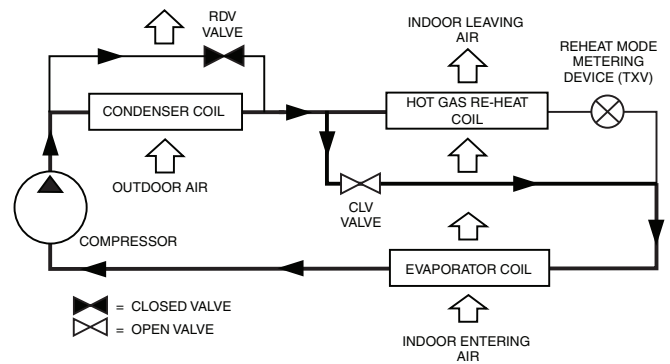 RDV
VALVE
INDOOR LEAVING
AIR
REHEAT MODE
METERING
DEVICE (TXV)
CONDENSER COIL
HOT GAS RE-HEAT
COIL
OUTDOOR AIR
CLV
VALVE
COMPRESSOR
EVAPORATOR COIL
= CLOSED VALVE
= OPEN VALVE
INDOOR ENTERING
AIR